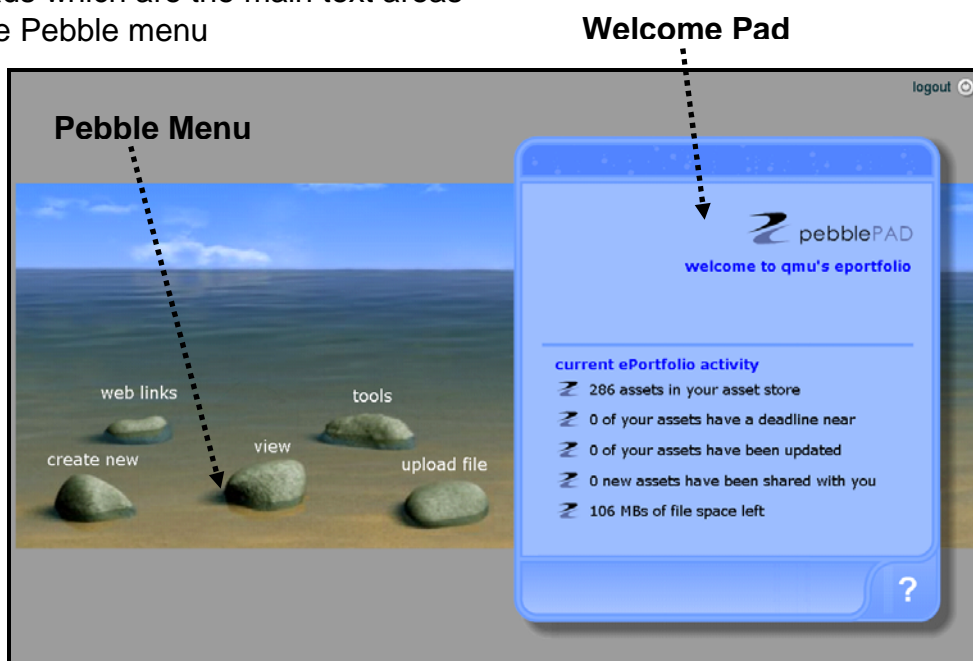 which are the main text areas
Pebble menu
Welcome Pad
logout
Pebble Menu
pebblePAD
welcome to qmu's eportfolio
current ePortfolio activity
286 assets in your asset store
0 of your assets have a deadline near
0 of your assets have been updated
0 new assets have been shared with you
106 MBs of file space left
web links
tools
create new
view
upload file
?